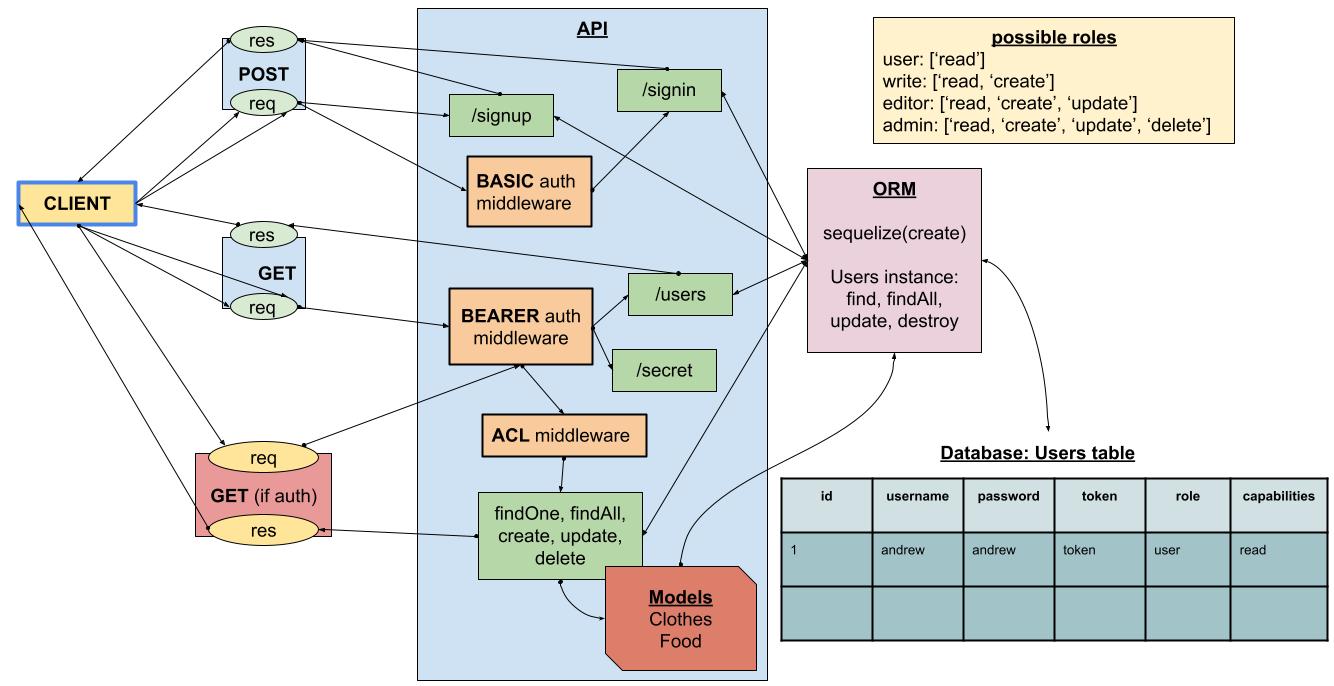 API
res
POST
req
/signup
/signin
BASIC auth
middleware
CLIENT
res
GET
req
BEARER auth
middleware
/users
/secret
ACL middleware
req
GET (if auth)
res
findOne, findAll,
create, update,
delete
Models
Clothes
Food
possible roles
user: [‘read’]
write: [‘read, ‘create’]
editor: [‘read, ‘create’, ‘update’]
admin: [‘read, ‘create’, ‘update’, ‘delete’]
ORM
sequelize(create)
Users instance:
find, findAll,
update, destroy
Database: Users table
id username password token role capabilities
1 andrew andrew token user read